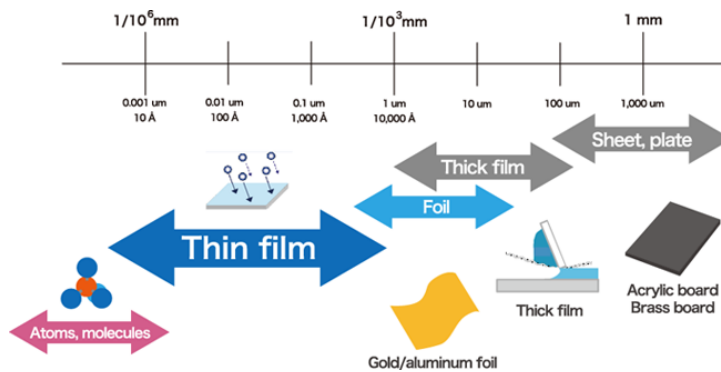 1/10⁶mm
1/10³mm
1 mm
0.001 um
10 Å
0.01 um
100 Å
0.1 um
1,000 Å
1 um
10,000 Å
10 um
100 um
1,000 um
Sheet, plate
Thick film
Foil
Thin film
Atoms, molecules
Gold/aluminum foil
Thick film
Acrylic board
Brass board